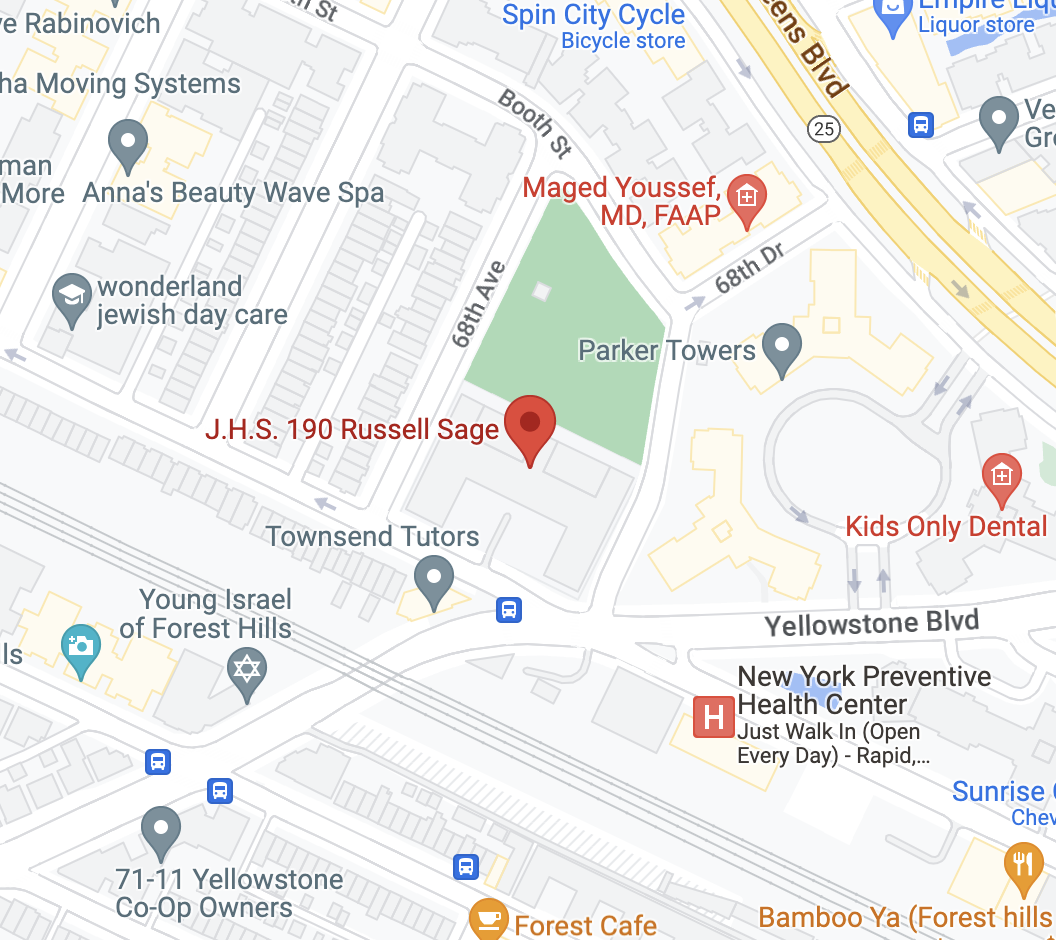 th St
ve Rabinovich
Spin City Cycle
Bicycle store
Empire Liqu
Liquor store
eens Blvd
ha Moving Systems
Booth St
25
Ve
Gro
man
More
Anna's Beauty Wave Spa
Maged Youssef,
MD, FAAP
68th Dr
68th Ave
wonderland
jewish day care
Parker Towers
J.H.S. 190 Russell Sage
Kids Only Dental
Townsend Tutors
Young Israel
of Forest Hills
Yellowstone Blvd
ls
New York Preventive
Health Center
Just Walk In (Open
Every Day) - Rapid,...
H
Sunrise C
Chev
71-11 Yellowstone
Co-Op Owners
Forest Cafe
Bamboo Ya (Forest hills